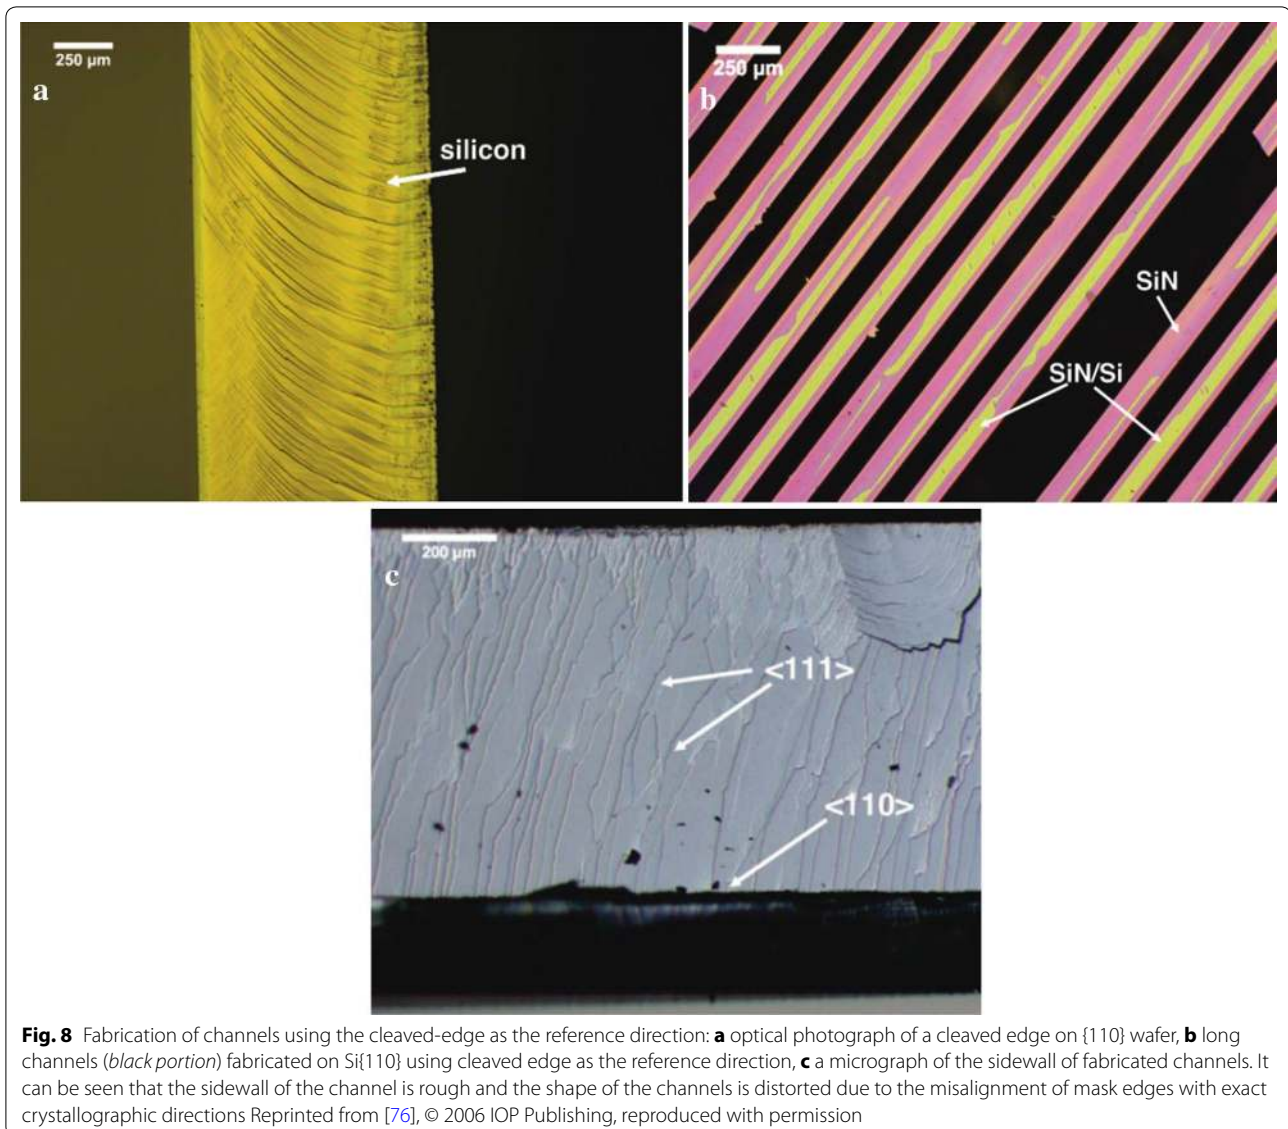 250 µm
a
silicon
250 µm
b
SiN
SiN/Si
200 µm
c
<111>
<110>
Fig. 8 Fabrication of channels using the cleaved-edge as the reference direction: a optical photograph of a cleaved edge on {110} wafer, b long
channels (black portion) fabricated on Si{110} using cleaved edge as the reference direction, c a micrograph of the sidewall of fabricated channels. It
can be seen that the sidewall of the channel is rough and the shape of the channels is distorted due to the misalignment of mask edges with exact
crystallographic directions Reprinted from [76], © 2006 IOP Publishing, reproduced with permission